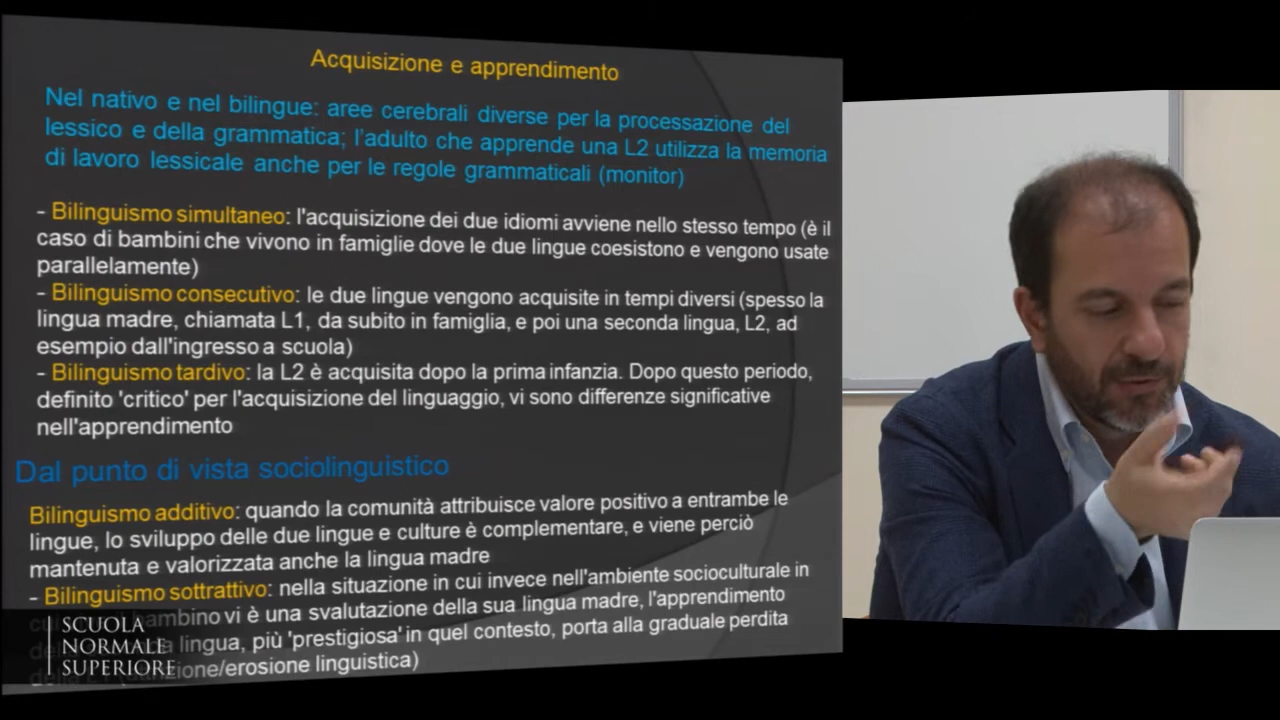 Acquisizione e apprendimento
Nel nativo e nel bilingue: aree cerebrali diverse per la processazione del
lessico e della grammatica; l'adulto che apprende una L2 utilizza la memoria
di lavoro lessicale anche per le regole grammaticali (monitor)
- Bilinguismo simultaneo: l'acquisizione dei due idiomi avviene nello stesso tempo (è il
caso di bambini che vivono in famiglie dove le due lingue coesistono e vengono usate
parallelamente)
- Bilinguismo consecutivo: le due lingue vengono acquisite in tempi diversi (spesso la
lingua madre, chiamata L1, da subito in famiglia, e poi una seconda lingua, L2, ad
esempio dall'ingresso a scuola)
- Bilinguismo tardivo: la L2 è acquisita dopo la prima infanzia. Dopo questo periodo,
definito 'critico' per l'acquisizione del linguaggio, vi sono differenze significative
nell'apprendimento
Dal punto di vista sociolinguistico
Bilinguismo additivo: quando la comunità attribuisce valore positivo a entrambe le
lingue, lo sviluppo delle due lingue e culture è complementare, e viene perciò
mantenuta e valorizzata anche la lingua madre
- Bilinguismo sottrattivo: nella situazione in cui invece nell'ambiente socioculturale in
bambino vi è una svalutazione della sua lingua madre, l'apprendimento
lingua, più 'prestigiosa' in quel contesto, porta alla graduale perdita
linguistica)
SCUOLA
NORMALE
SUPERIORE